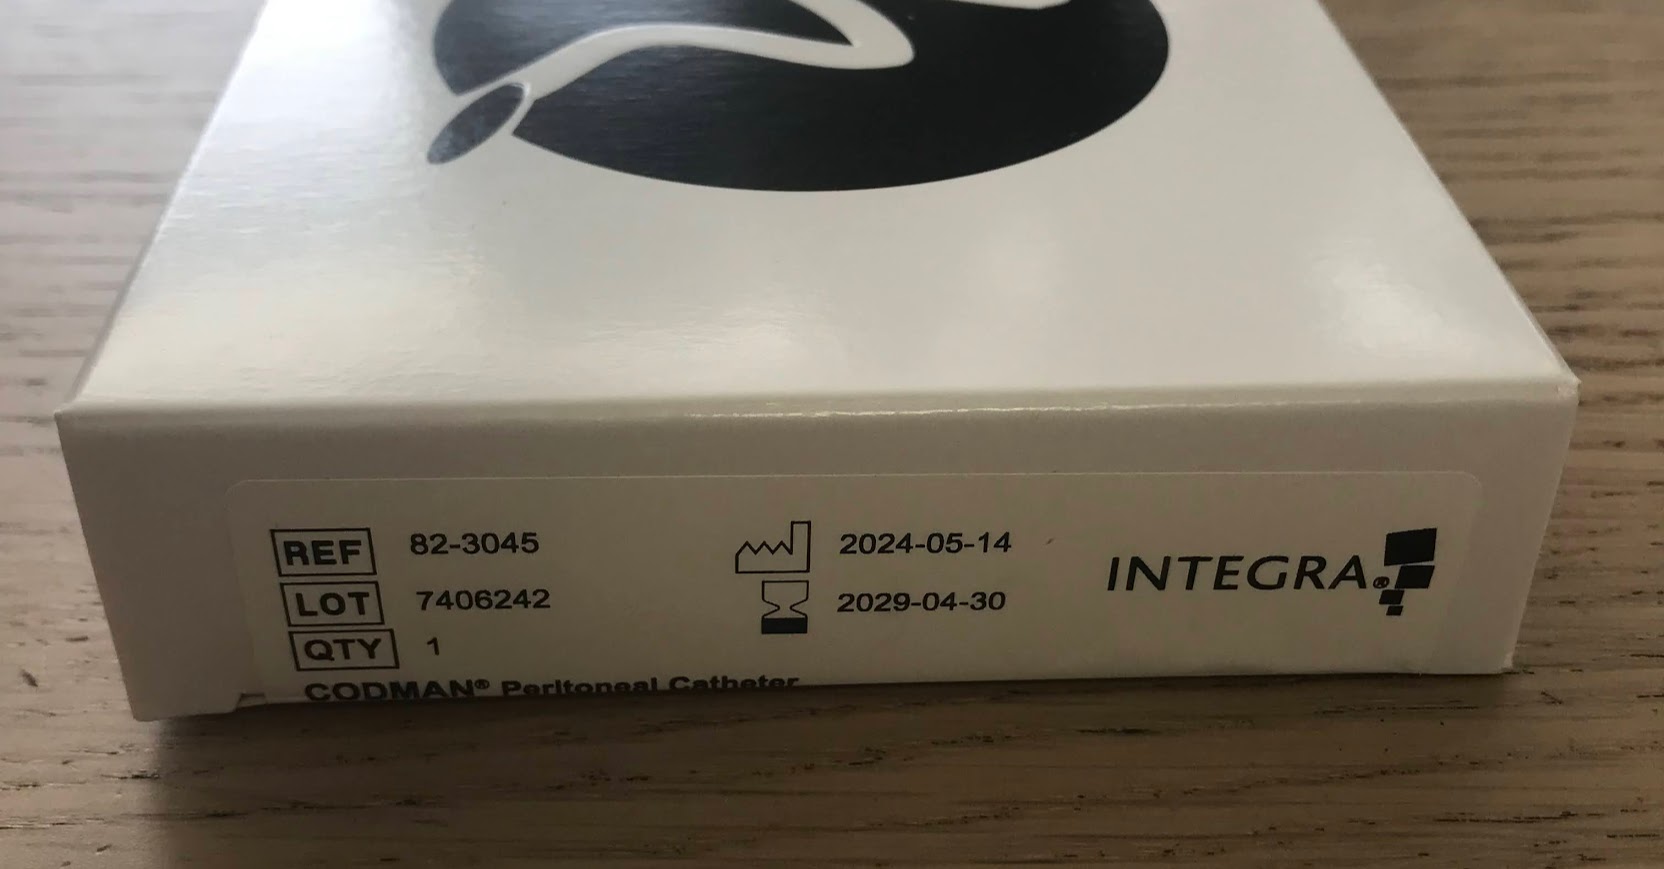 REF 82-3045 2024-05-14
LOT 7406242 2029-04-30
QTY 1
INTEGRA®
CODMAN® Peritoneal Catheter